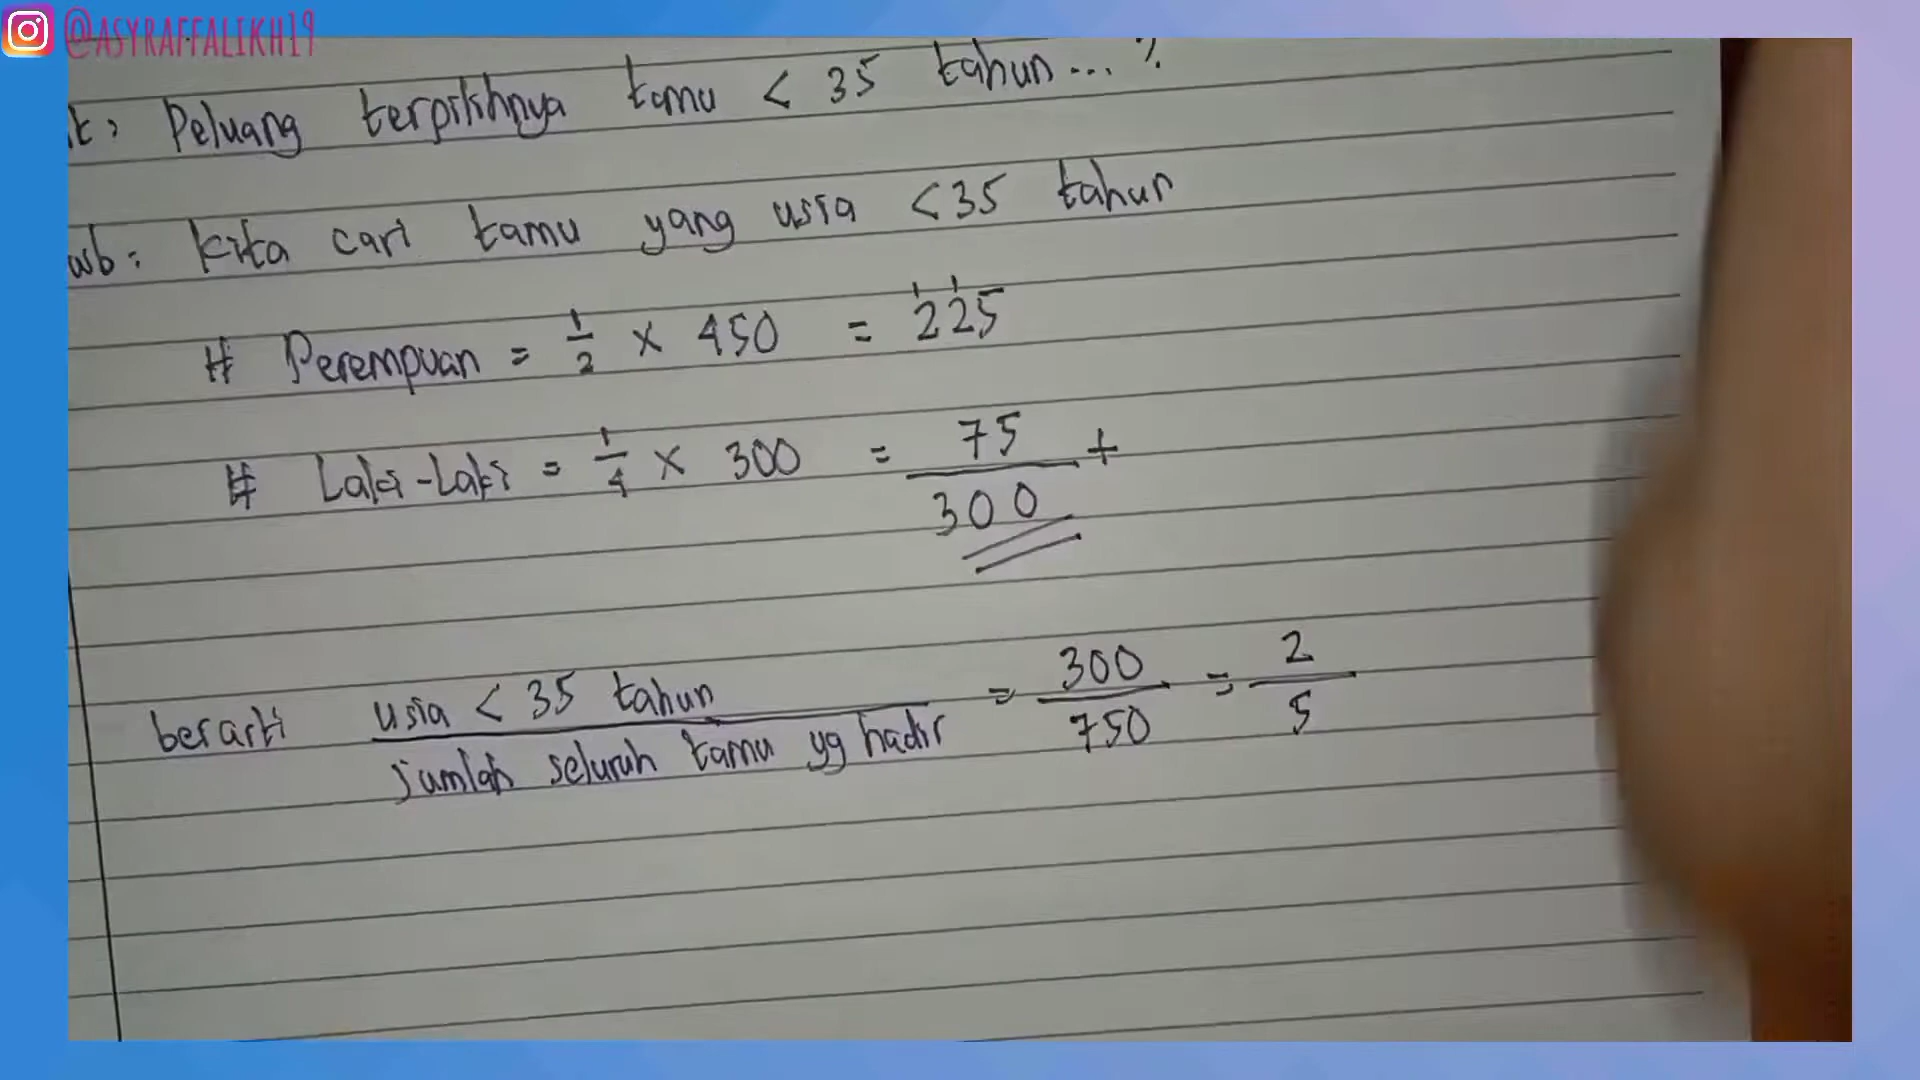 @ASYRAFFALIKH19
it: Peluang terpilihnya tamu < 35 tahun...?
wb: kita cari tamu yang usia < 35 tahun
# Perempuan = 1/2 x 450 = 225
# Laki-Laki = 1/4 x 300 = 75 +
300
berarti usia < 35 tahun / jumlah seluruh tamu yg hadir = 300/750 = 2/5